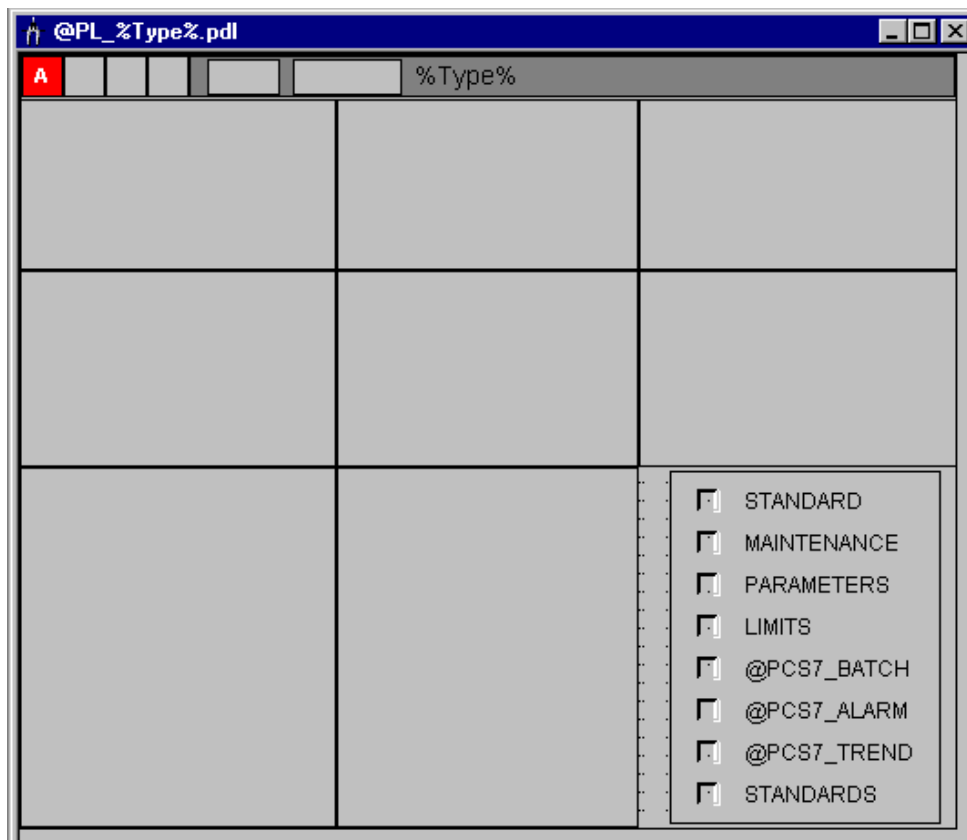 @PL_%Type%.pdl
A
%Type%
STANDARD
MAINTENANCE
PARAMETERS
LIMITS
@PCS7_BATCH
@PCS7_ALARM
@PCS7_TREND
STANDARDS